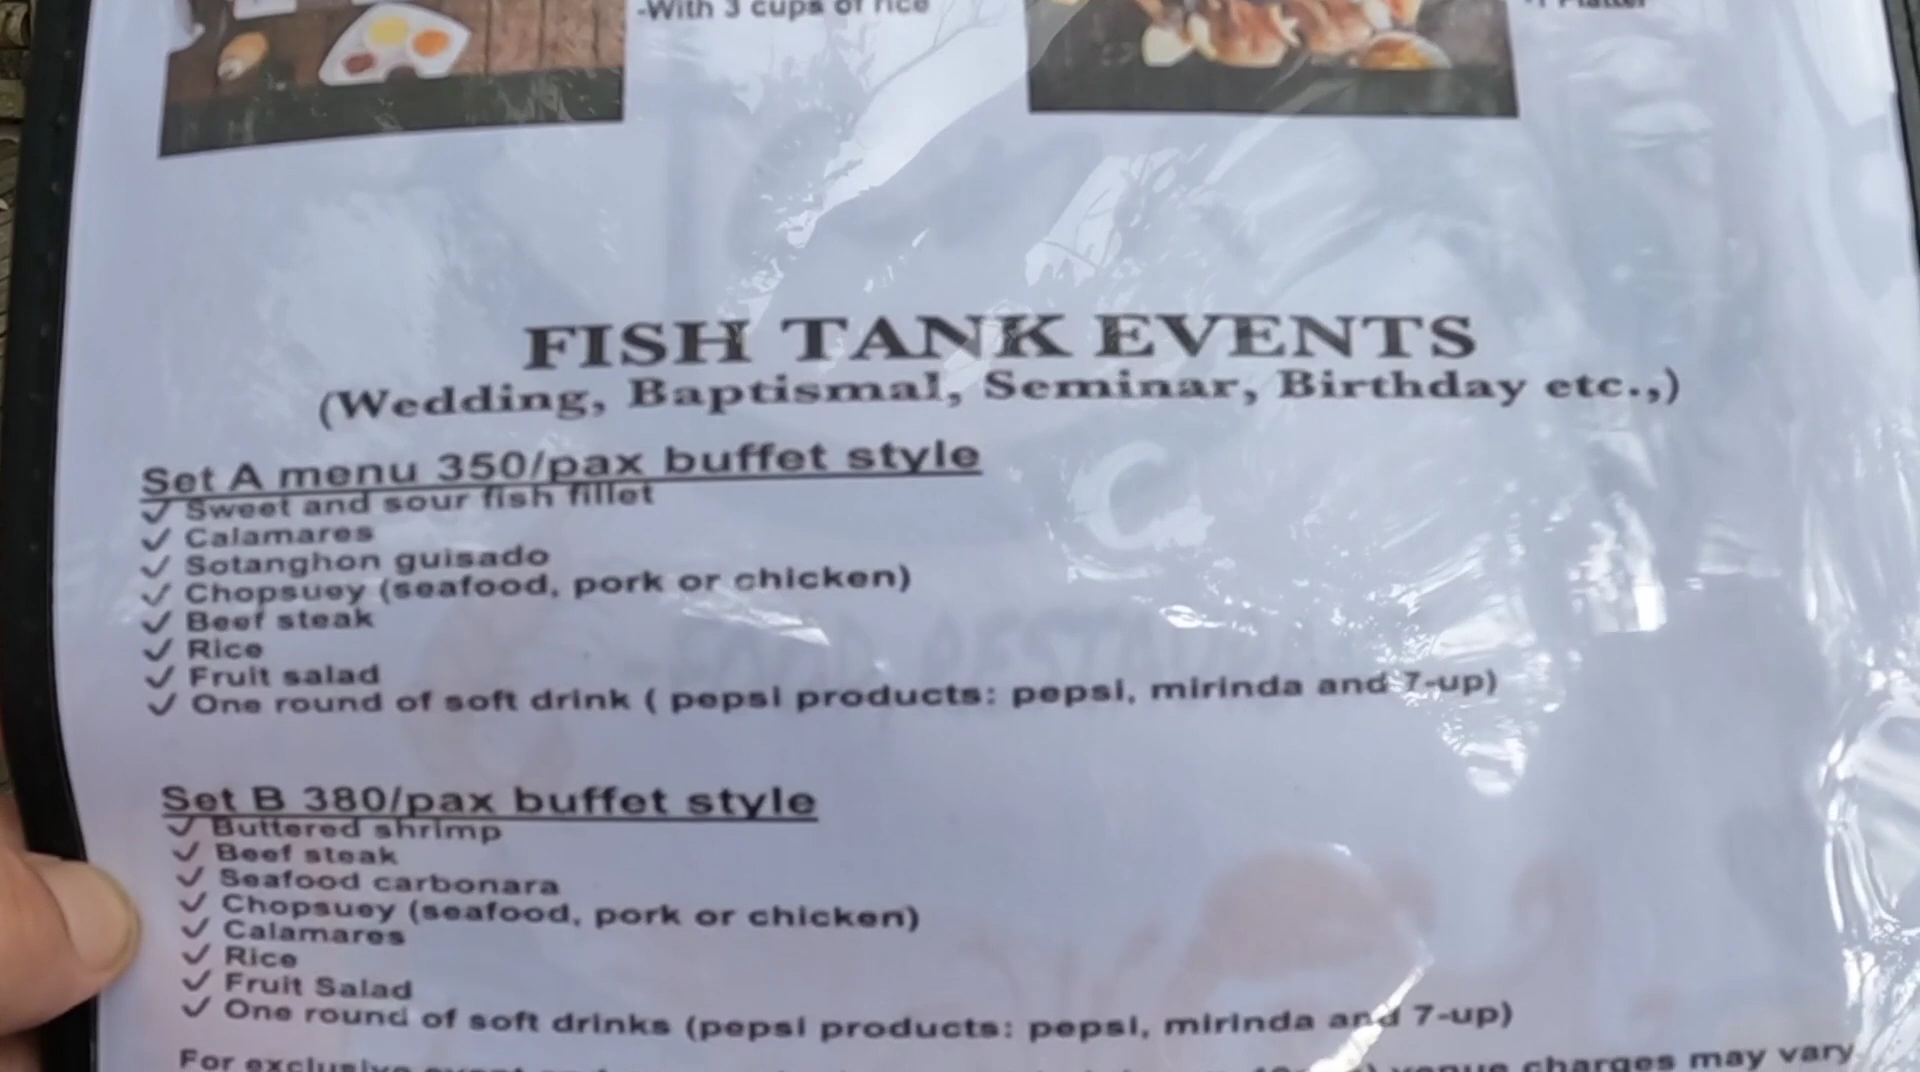 -With 3 cups of rice
FISH TANK EVENTS
(Wedding, Baptismal, Seminar, Birthday etc.,)
Set A menu 350/pax buffet style
✓ Sweet and sour fish fillet
✓ Calamares
✓ Sotanghon guisado
✓ Chopsuey (seafood, pork or chicken)
✓ Beef steak
✓ Rice
✓ Fruit salad
✓ One round of soft drink ( pepsi products: pepsi, mirinda and 7-up)
Set B 380/pax buffet style
✓ Buttered shrimp
✓ Beef steak
✓ Seafood carbonara
✓ Chopsuey (seafood, pork or chicken)
✓ Calamares
✓ Rice
✓ Fruit Salad
✓ One round of soft drinks (pepsi products: pepsi, mirinda and 7-up)
For exclusive venue charges may vary